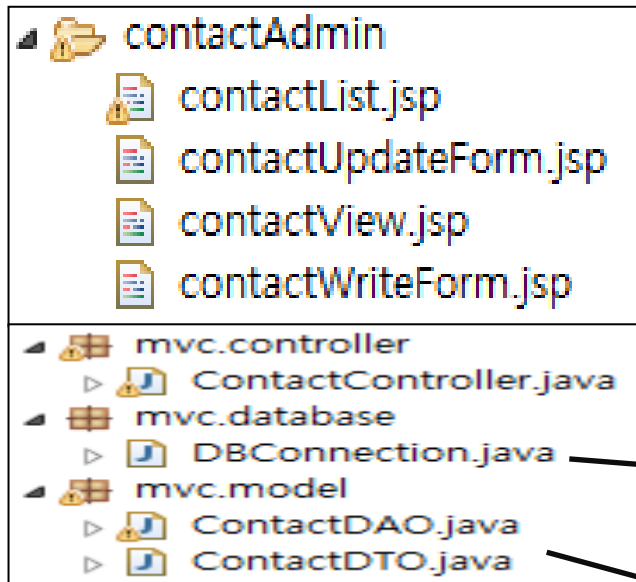 contactAdmin
contactList.jsp
contactUpdateForm.jsp
contactView.jsp
contactWriteForm.jsp
mvc.controller
ContactController.java
mvc.database
DBConnection.java
mvc.model
ContactDAO.java
ContactDTO.java